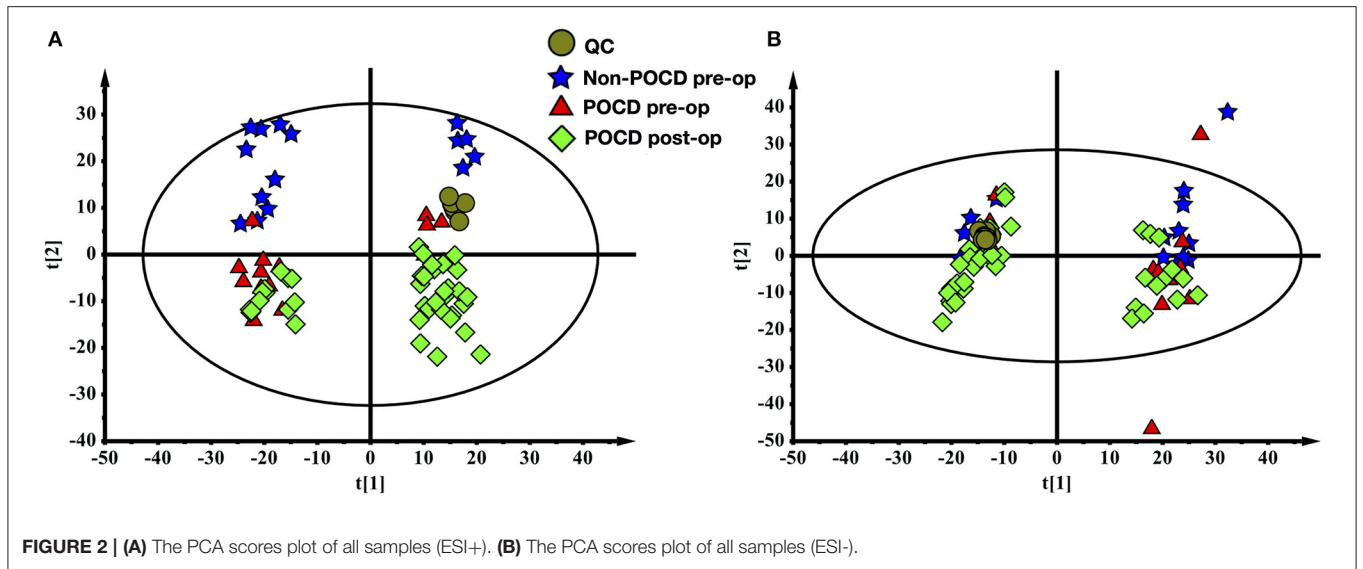 A
B
QC
Non-POCD pre-op
POCD pre-op
POCD post-op
30
20
10
0
-10
-20
-30
-40
t[2]
-50 -40 -30 -20 -10 0 10 20 30 40
t[1]
40
30
20
10
0
-10
-20
-30
-40
-50
t[2]
-50 -40 -30 -20 -10 0 10 20 30 40
t[1]
FIGURE 2 | (A) The PCA scores plot of all samples (ESI+). (B) The PCA scores plot of all samples (ESI-).